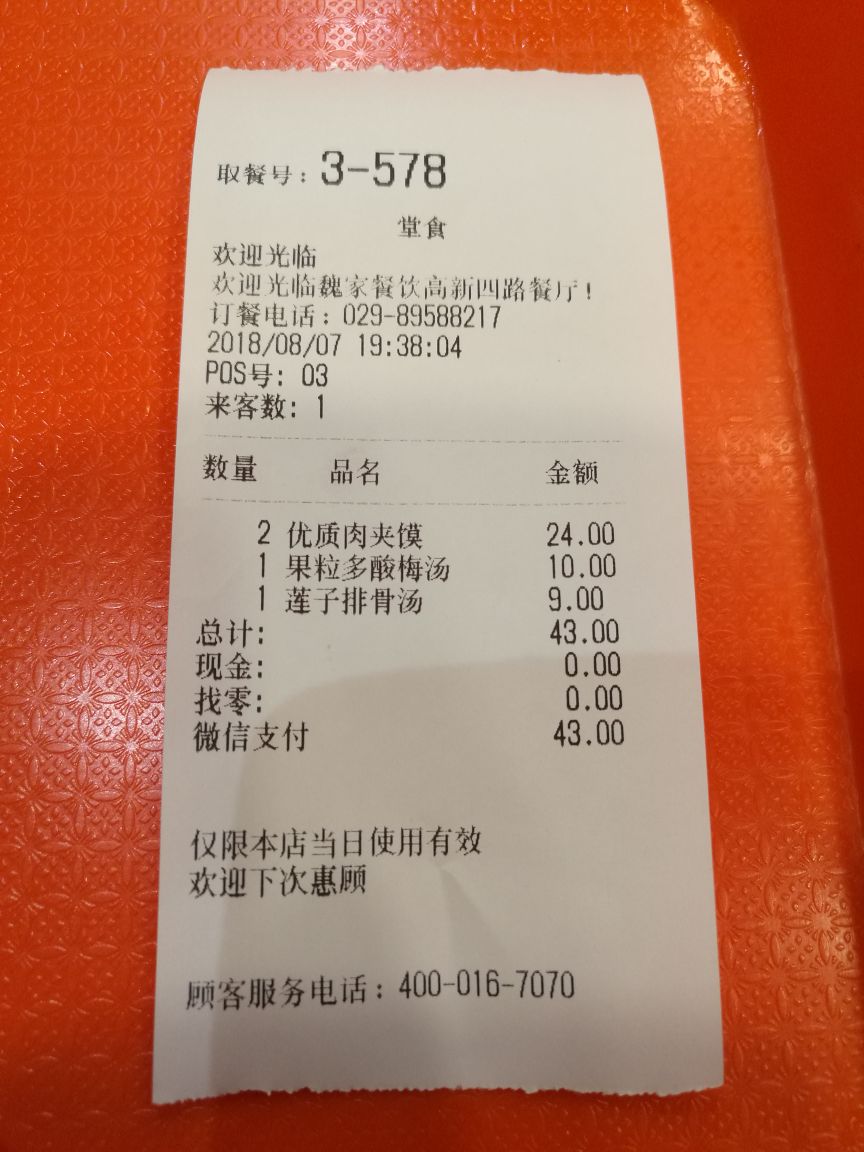 取餐号：3-578
堂食
欢迎光临
欢迎光临魏家餐饮高新四路餐厅！
订餐电话：029-89588217
2018/08/07 19:38:04
POS号: 03
来客数: 1
数量 品名 金额
2 优质肉夹馍 24.00
1 果粒多酸梅汤 10.00
1 莲子排骨汤 9.00
总计: 43.00
现金: 0.00
找零: 0.00
微信支付 43.00
仅限本店当日使用有效
欢迎下次惠顾
顾客服务电话：400-016-7070